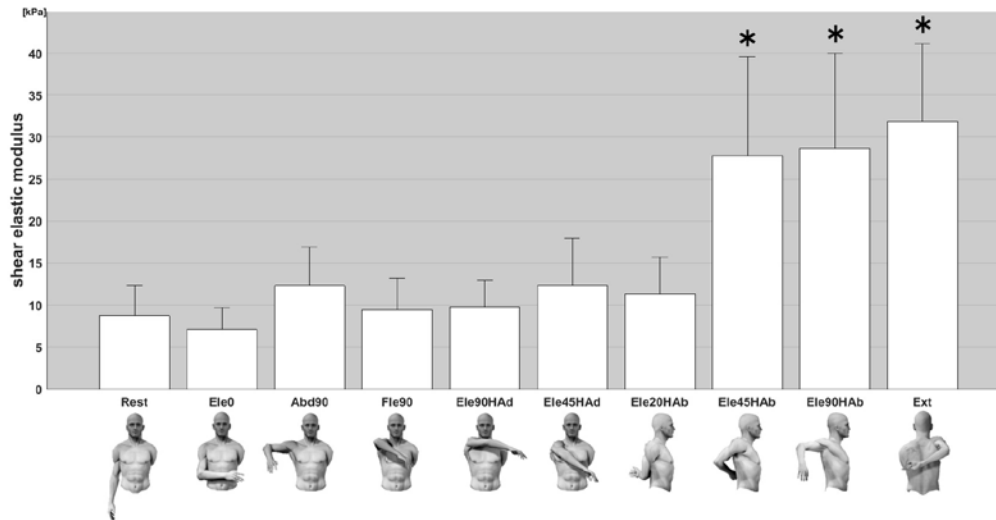 [kPa]
shear elastic modulus
40
35
30
25
20
15
10
5
0
* * *
Rest Ele0 Abd90 Fle90 Ele90HAd Ele45HAd Ele20HAb Ele45HAb Ele90HAb Ext